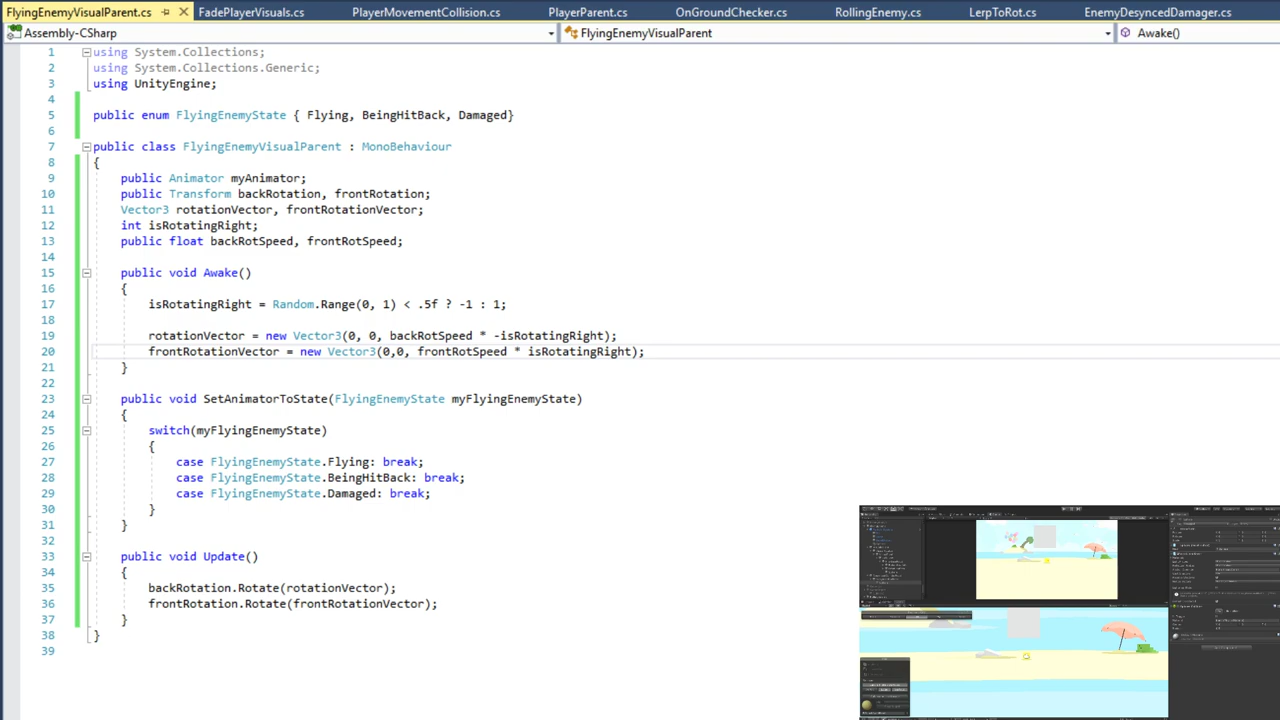 FlyingEnemyVisualParent.cs FadePlayerVisuals.cs PlayerMovementCollision.cs PlayerParent.cs OnGroundChecker.cs RollingEnemy.cs LerpToRot.cs EnemyDesyncedDamager.cs
Assembly-CSharp FlyingEnemyVisualParent Awake()
1 using System.Collections;
2 using System.Collections.Generic;
3 using UnityEngine;
4
5 public enum FlyingEnemyState { Flying, BeingHitBack, Damaged}
6
7 public class FlyingEnemyVisualParent : MonoBehaviour
8 {
9 public Animator myAnimator;
10 public Transform backRotation, frontRotation;
11 Vector3 rotationVector, frontRotationVector;
12 int isRotatingRight;
13 public float backRotSpeed, frontRotSpeed;
14
15 public void Awake()
16 {
17 isRotatingRight = Random.Range(0, 1) < .5f ? -1 : 1;
18
19 rotationVector = new Vector3(0, 0, backRotSpeed * -isRotatingRight);
20 frontRotationVector = new Vector3(0,0, frontRotSpeed * isRotatingRight);
21 }
22
23 public void SetAnimatorToState(FlyingEnemyState myFlyingEnemyState)
24 {
25 switch(myFlyingEnemyState)
26 {
27 case FlyingEnemyState.Flying: break;
28 case FlyingEnemyState.BeingHitBack: break;
29 case FlyingEnemyState.Damaged: break;
30 }
31 }
32
33 public void Update()
34 {
35 backRotation.Rotate(rotationVector);
36 frontRotation.Rotate(frontRotationVector);
37 }
38 }
39